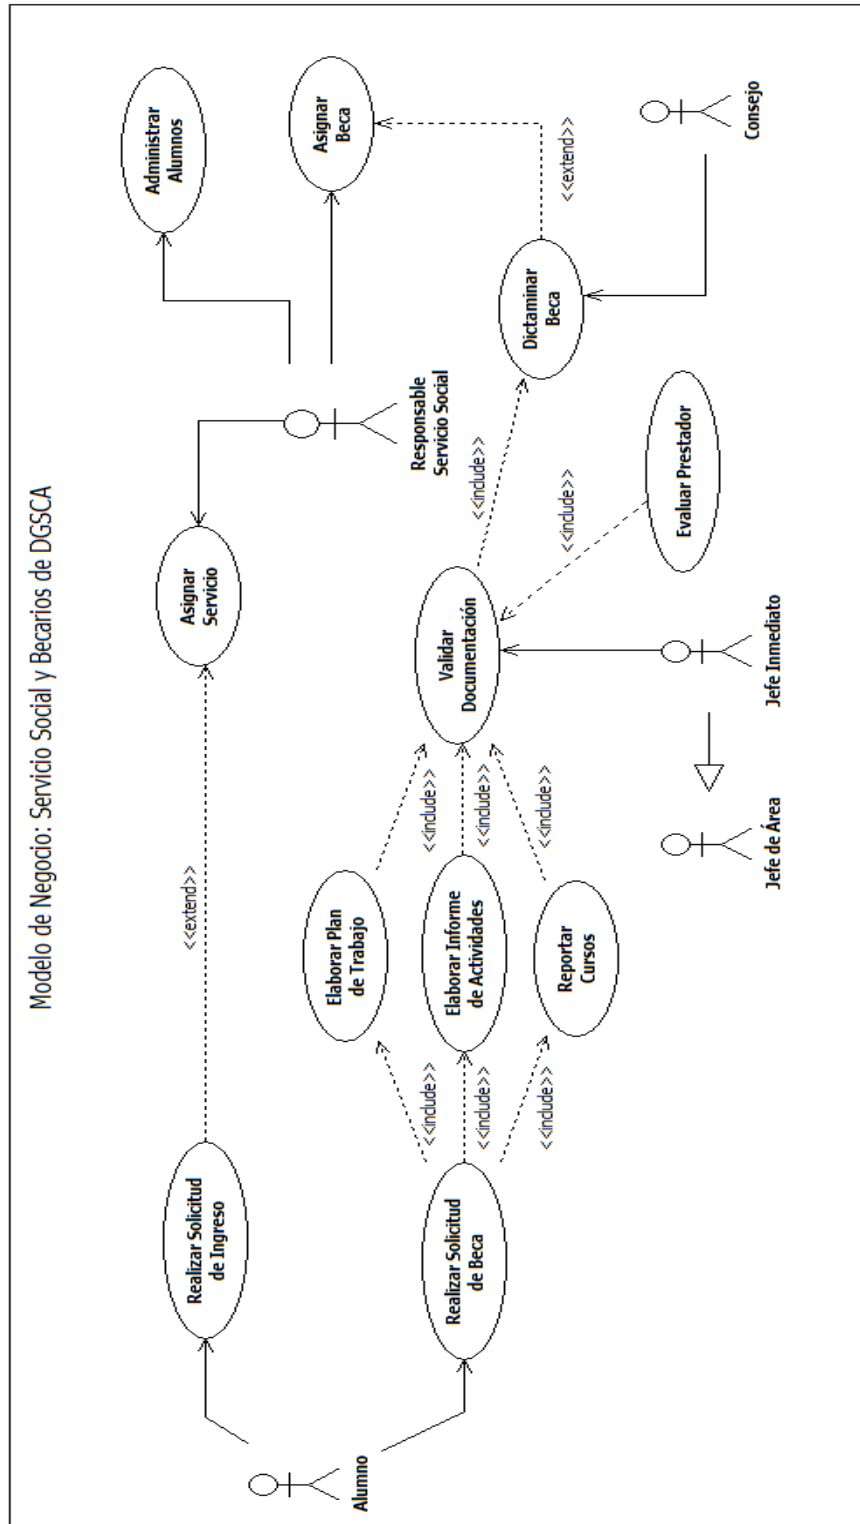 Modelo de Negocio: Servicio Social y Becarios de DGSCA
Alumno
Realizar Solicitud
de Ingreso
<<extend>>
Asignar
Servicio
Administrar
Alumnos
Responsable
Servicio Social
Asignar
Beca
Realizar Solicitud
de Beca
<<include>>
<<include>>
<<include>>
Elaborar Plan
de Trabajo
Elaborar Informe
de Actividades
Reportar
Cursos
<<include>>
<<include>>
<<include>>
Validar
Documentación
<<include>>
<<include>>
Dictaminar
Beca
<<extend>>
Evaluar Prestador
Jefe de Área
Jefe Inmediato
Consejo